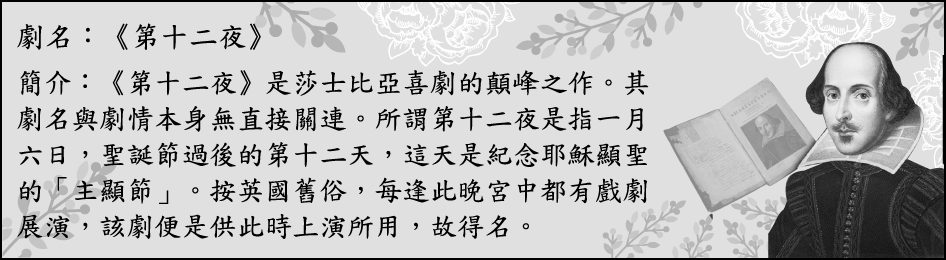 劇名：《第十二夜》
簡介：《第十二夜》是莎士比亞喜劇的顛峰之作。其
劇名與劇情本身無直接關連。所謂第十二夜是指一月
六日，聖誕節過後的第十二天，這天是紀念耶穌顯聖
的「主顯節」。按英國舊俗，每逢此晚宮中都有戲劇
展演，該劇便是供此時上演所用，故得名。